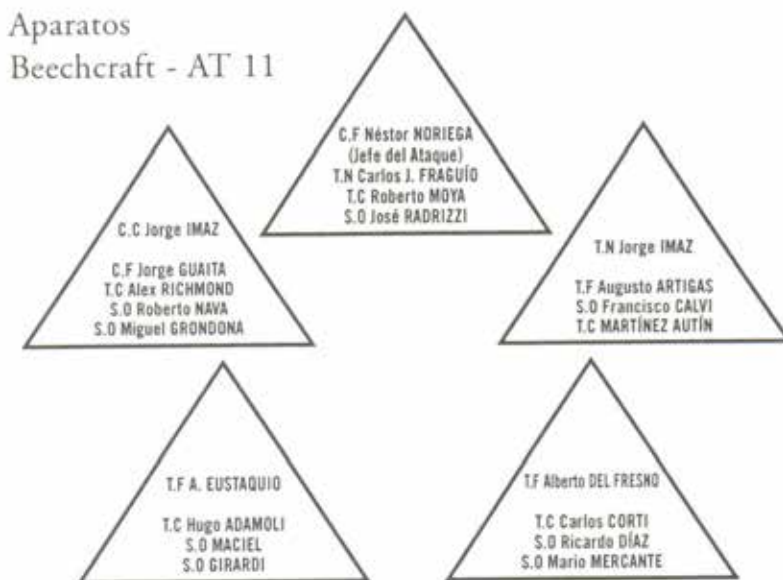 Aparatos
Beechcraft - AT 11
C.F Néstor NORIEGA
(Jefe del Ataque)
T.N Carlos J. FRAGUÍO
T.C Roberto MOYA
S.O José RADRIZZI
C.C Jorge IMAZ
C.F Jorge GUAITA
T.C Alex RICHMOND
S.O Roberto NAVA
S.O Miguel GRONDONA
T.N Jorge IMAZ
T.F Augusto ARTIGAS
S.O Francisco CALVI
T.C MARTÍNEZ AUTÍN
T.F A. EUSTAQUIO
T.C Hugo ADAMOLI
S.O MACIEL
S.O GIRARDI
T.F Alberto DEL FRESNO
T.C Carlos CORTI
S.O Ricardo DÍAZ
S.O Mario MERCANTE